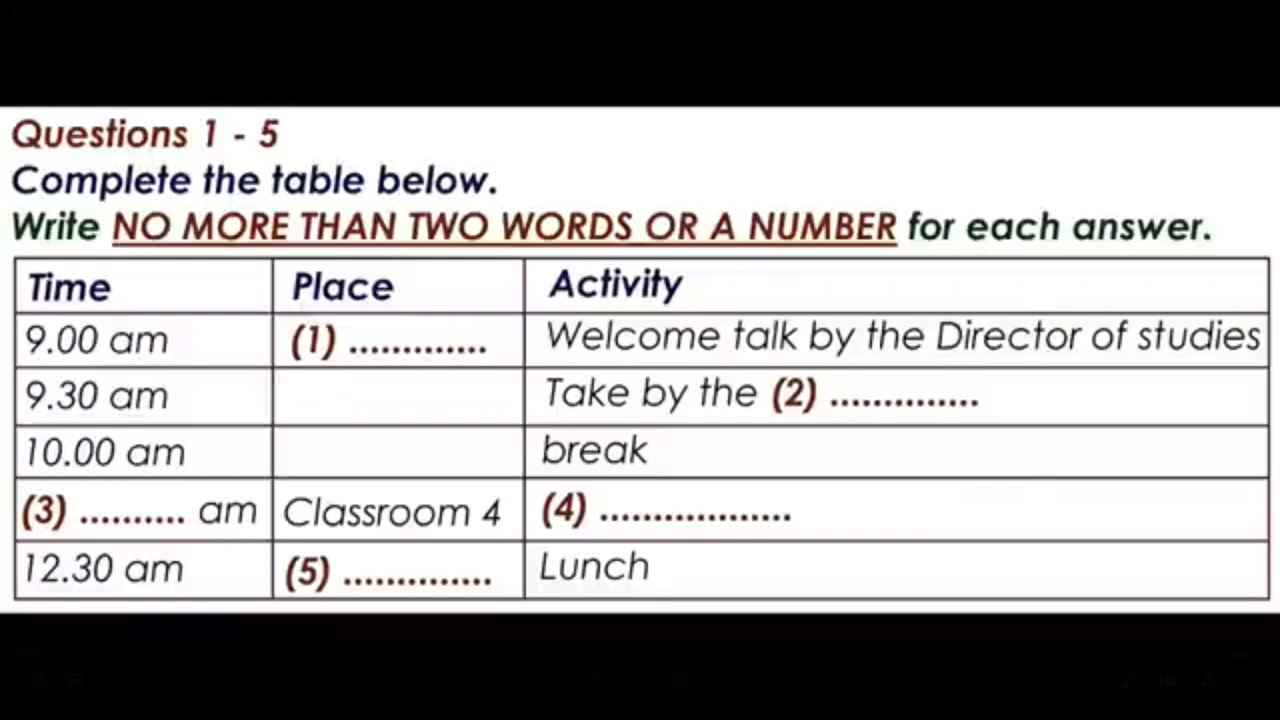 Questions 1 - 5
Complete the table below.
Write NO MORE THAN TWO WORDS OR A NUMBER for each answer.
Time Place Activity
9.00 am (1) ............. Welcome talk by the Director of studies
9.30 am Take by the (2) ..............
10.00 am break
(3) .......... am Classroom 4 (4) ..................
12.30 am (5) .............. Lunch